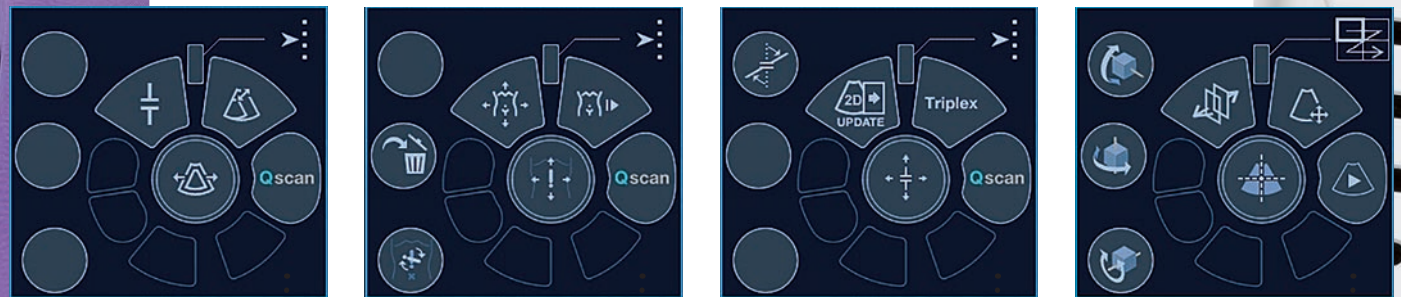 Qscan
Qscan
2D
UPDATE
Triplex
Qscan